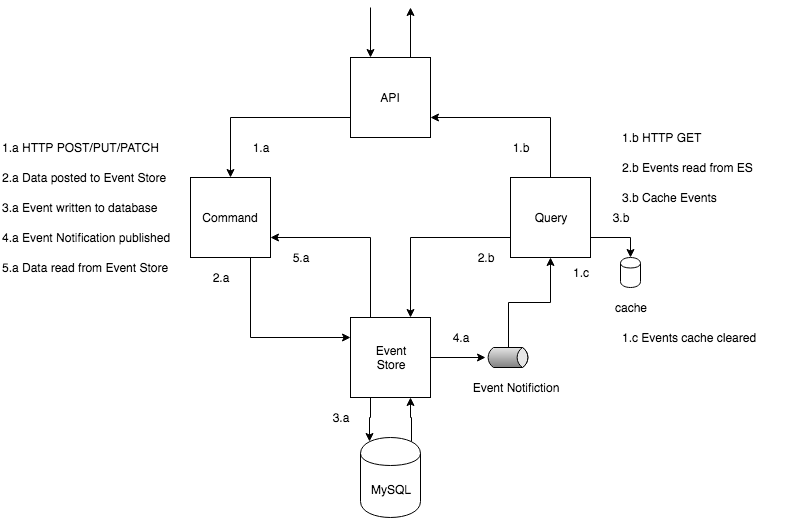 API
1.a HTTP POST/PUT/PATCH
1.a
1.b
1.b HTTP GET
2.a Data posted to Event Store
2.b Events read from ES
3.a Event written to database
3.b Cache Events
Command
Query
3.b
4.a Event Notification published
5.a Data read from Event Store
5.a
2.b
2.a
1.c
cache
1.c Events cache cleared
Event
Store
4.a
Event Notifiction
3.a
MySQL